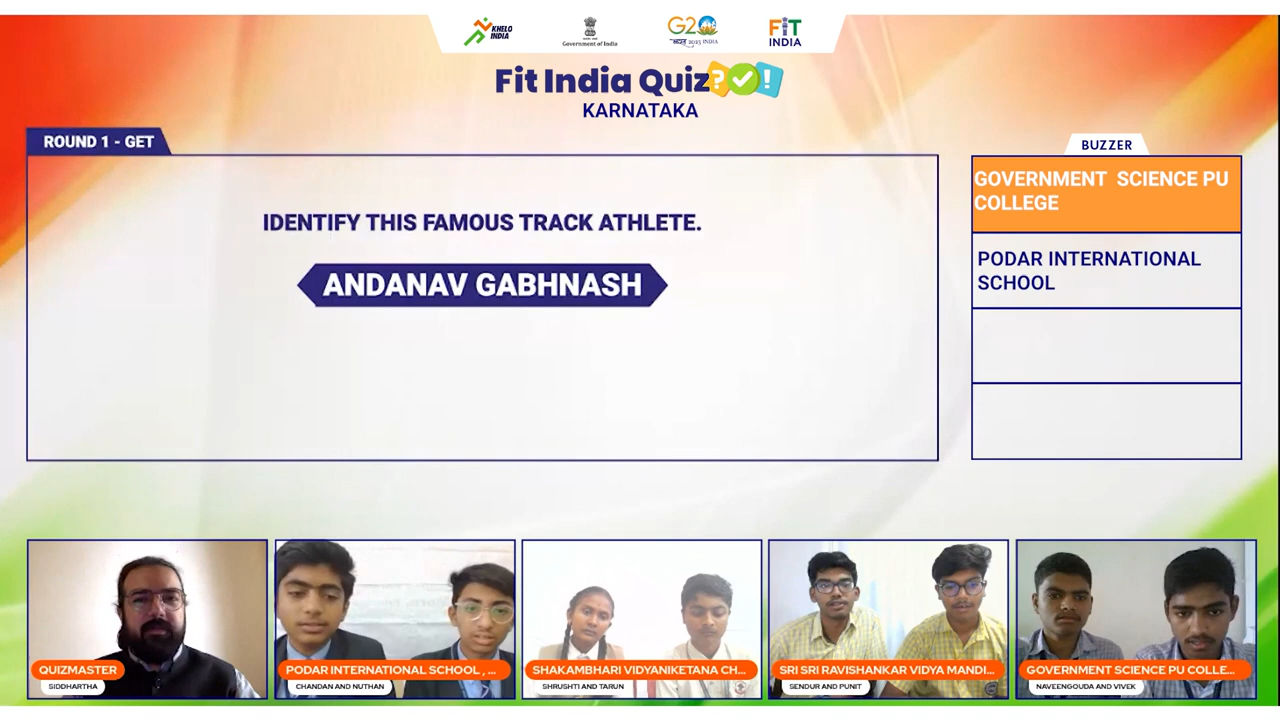 KHELO
INDIA
Government of India
G20
2023 INDIA
FIT
INDIA
Fit India Quiz?!
KARNATAKA
ROUND 1 - GET
IDENTIFY THIS FAMOUS TRACK ATHLETE.
ANDANAV GABHNASH
BUZZER
GOVERNMENT SCIENCE PU
COLLEGE
PODAR INTERNATIONAL
SCHOOL
QUIZMASTER
SIDDHARTHA
PODAR INTERNATIONAL SCHOOL , ...
CHANDAN AND NUTHAN
SHAKAMBHARI VIDYANIKETANA CH...
SHRUSHTI AND TARUN
SRI SRI RAVISHANKAR VIDYA MANDI...
SENDUR AND PUNIT
GOVERNMENT SCIENCE PU COLLE...
NAVEENGOUDA AND VIVEK